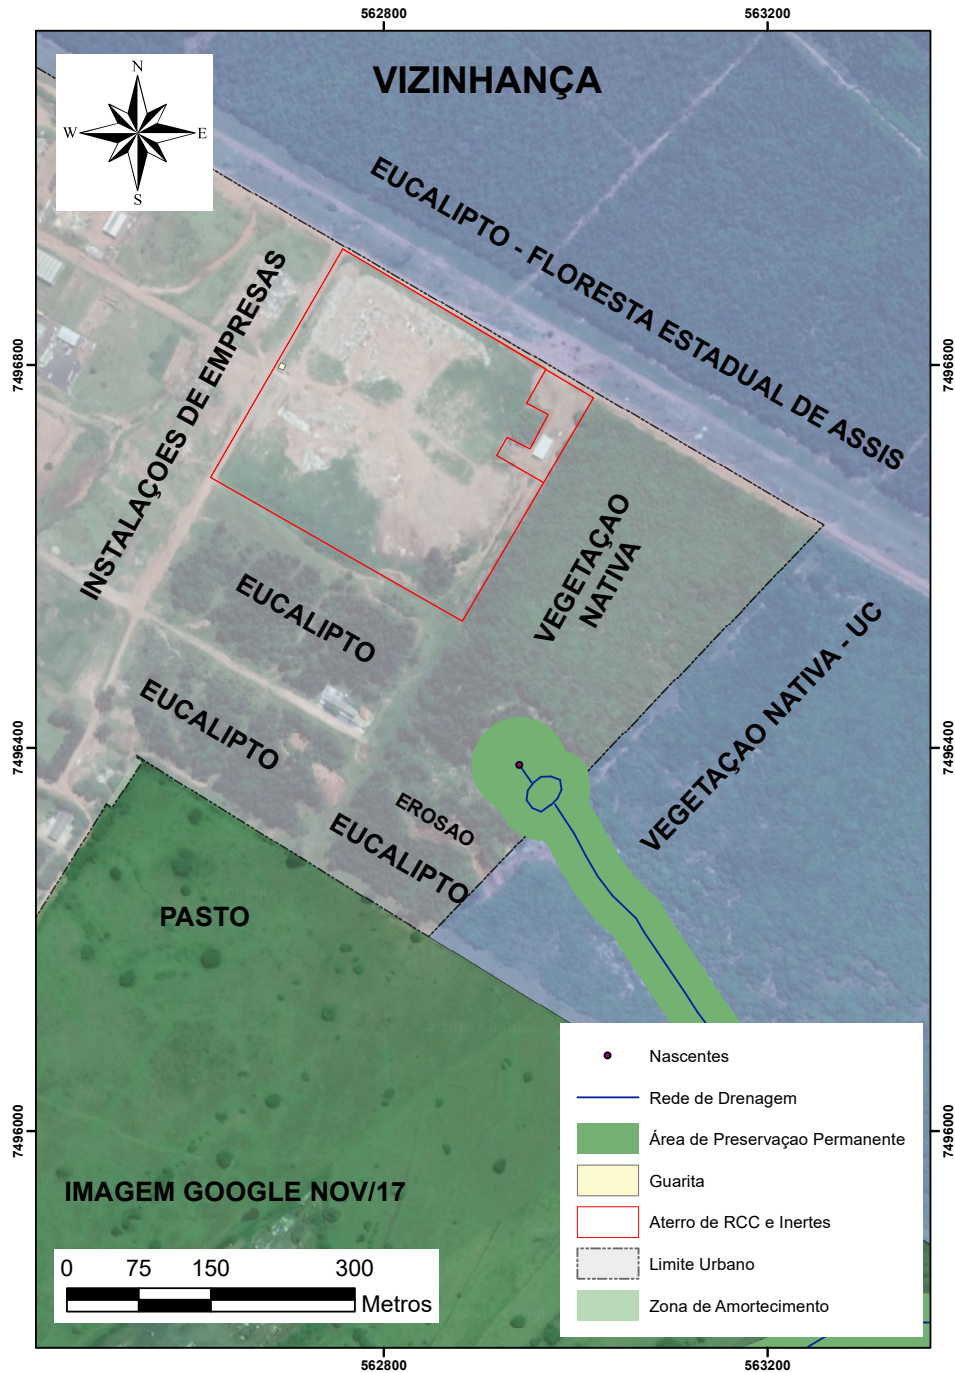 562800
563200
VIZINHANÇA
N
W
E
S
EUCALIPTO - FLORESTA ESTADUAL DE ASSIS
INSTALAÇOES DE EMPRESAS
7496800
7496800
VEGETAÇAO
NATIVA
EUCALIPTO
VEGETAÇAO NATIVA - UC
EUCALIPTO
7496400
7496400
EROSAO
EUCALIPTO
PASTO
Nascentes
Rede de Drenagem
Área de Preservaçao Permanente
Guarita
Aterro de RCC e Inertes
Limite Urbano
Zona de Amortecimento
7496000
7496000
IMAGEM GOOGLE NOV/17
0 75 150 300
Metros
562800
563200